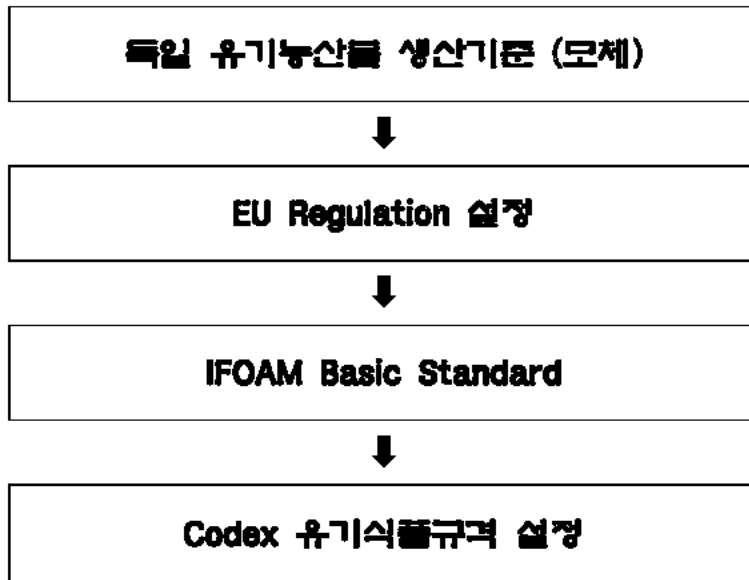 독일 유기농산물 생산기준 (모체)
EU Regulation 설정
IFOAM Basic Standard
Codex 유기식품규격 설정